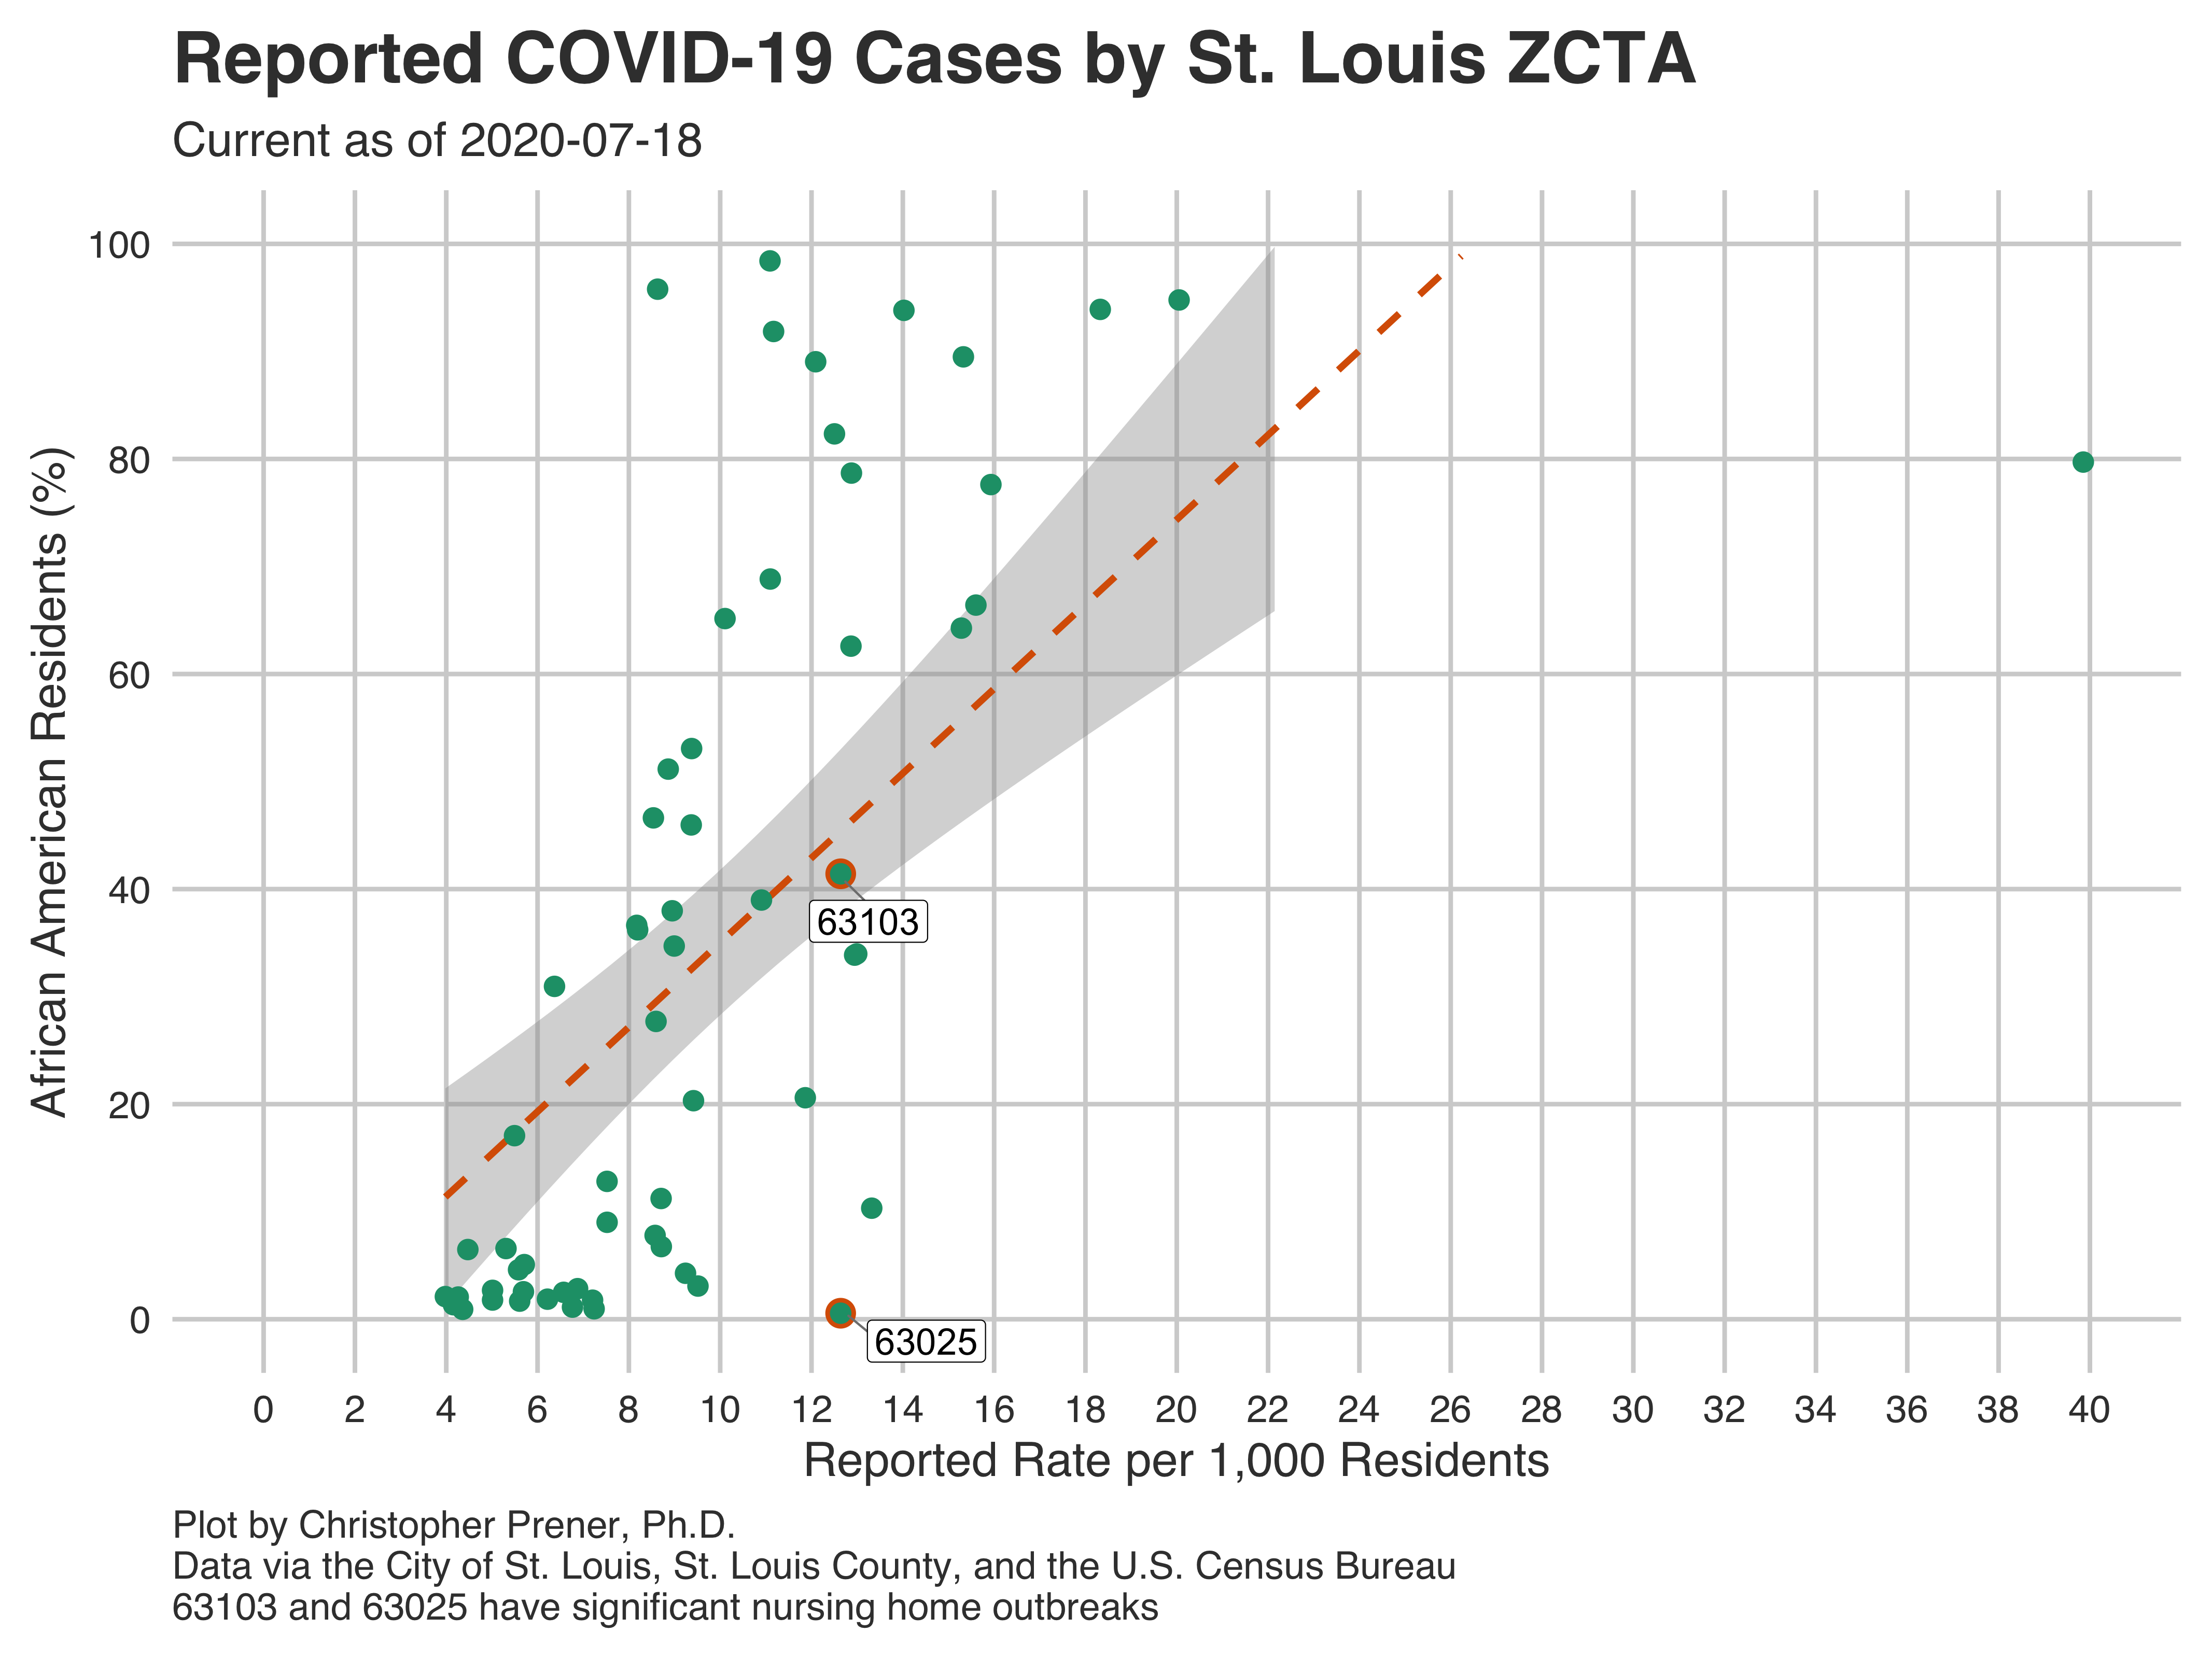 Reported COVID-19 Cases by St. Louis ZCTA
Current as of 2020-07-18
African American Residents (%)
100
80
60
40
20
0
63103
63025
0 2 4 6 8 10 12 14 16 18 20 22 24 26 28 30 32 34 36 38 40
Reported Rate per 1,000 Residents
Plot by Christopher Prener, Ph.D.
Data via the City of St. Louis, St. Louis County, and the U.S. Census Bureau
63103 and 63025 have significant nursing home outbreaks